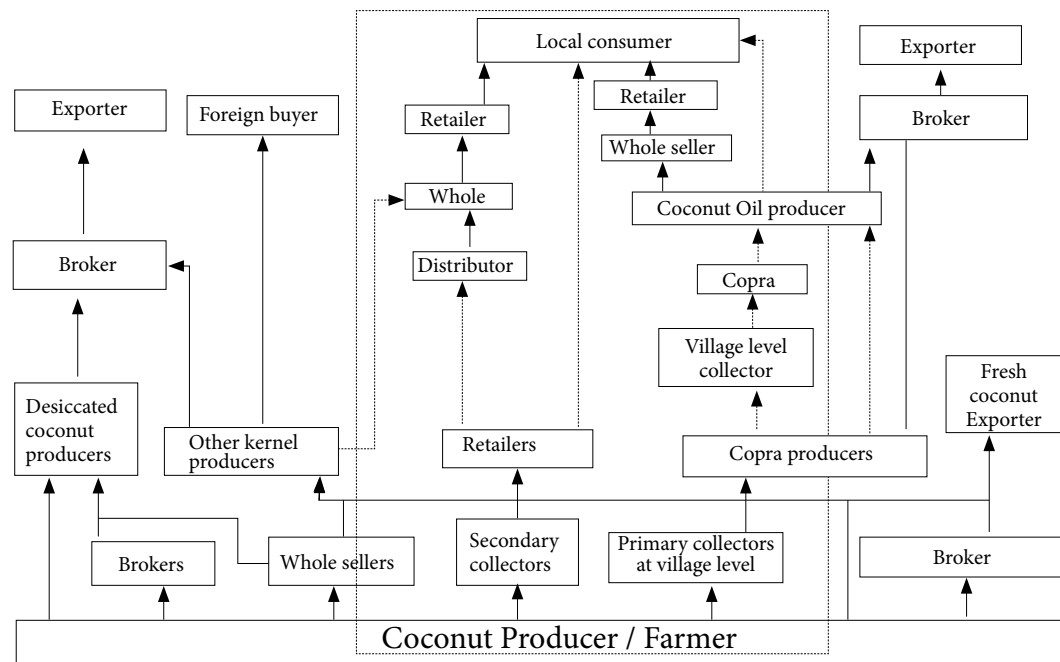 Local consumer
Exporter
Exporter
Foreign buyer
Retailer
Broker
Retailer
Whole seller
Whole
Coconut Oil producer
Broker
Distributor
Copra
Village level
collector
Fresh
coconut
Exporter
Desiccated
coconut
producers
Other kernel
producers
Retailers
Copra producers
Brokers
Whole sellers
Secondary
collectors
Primary collectors
at village level
Broker
Coconut Producer / Farmer